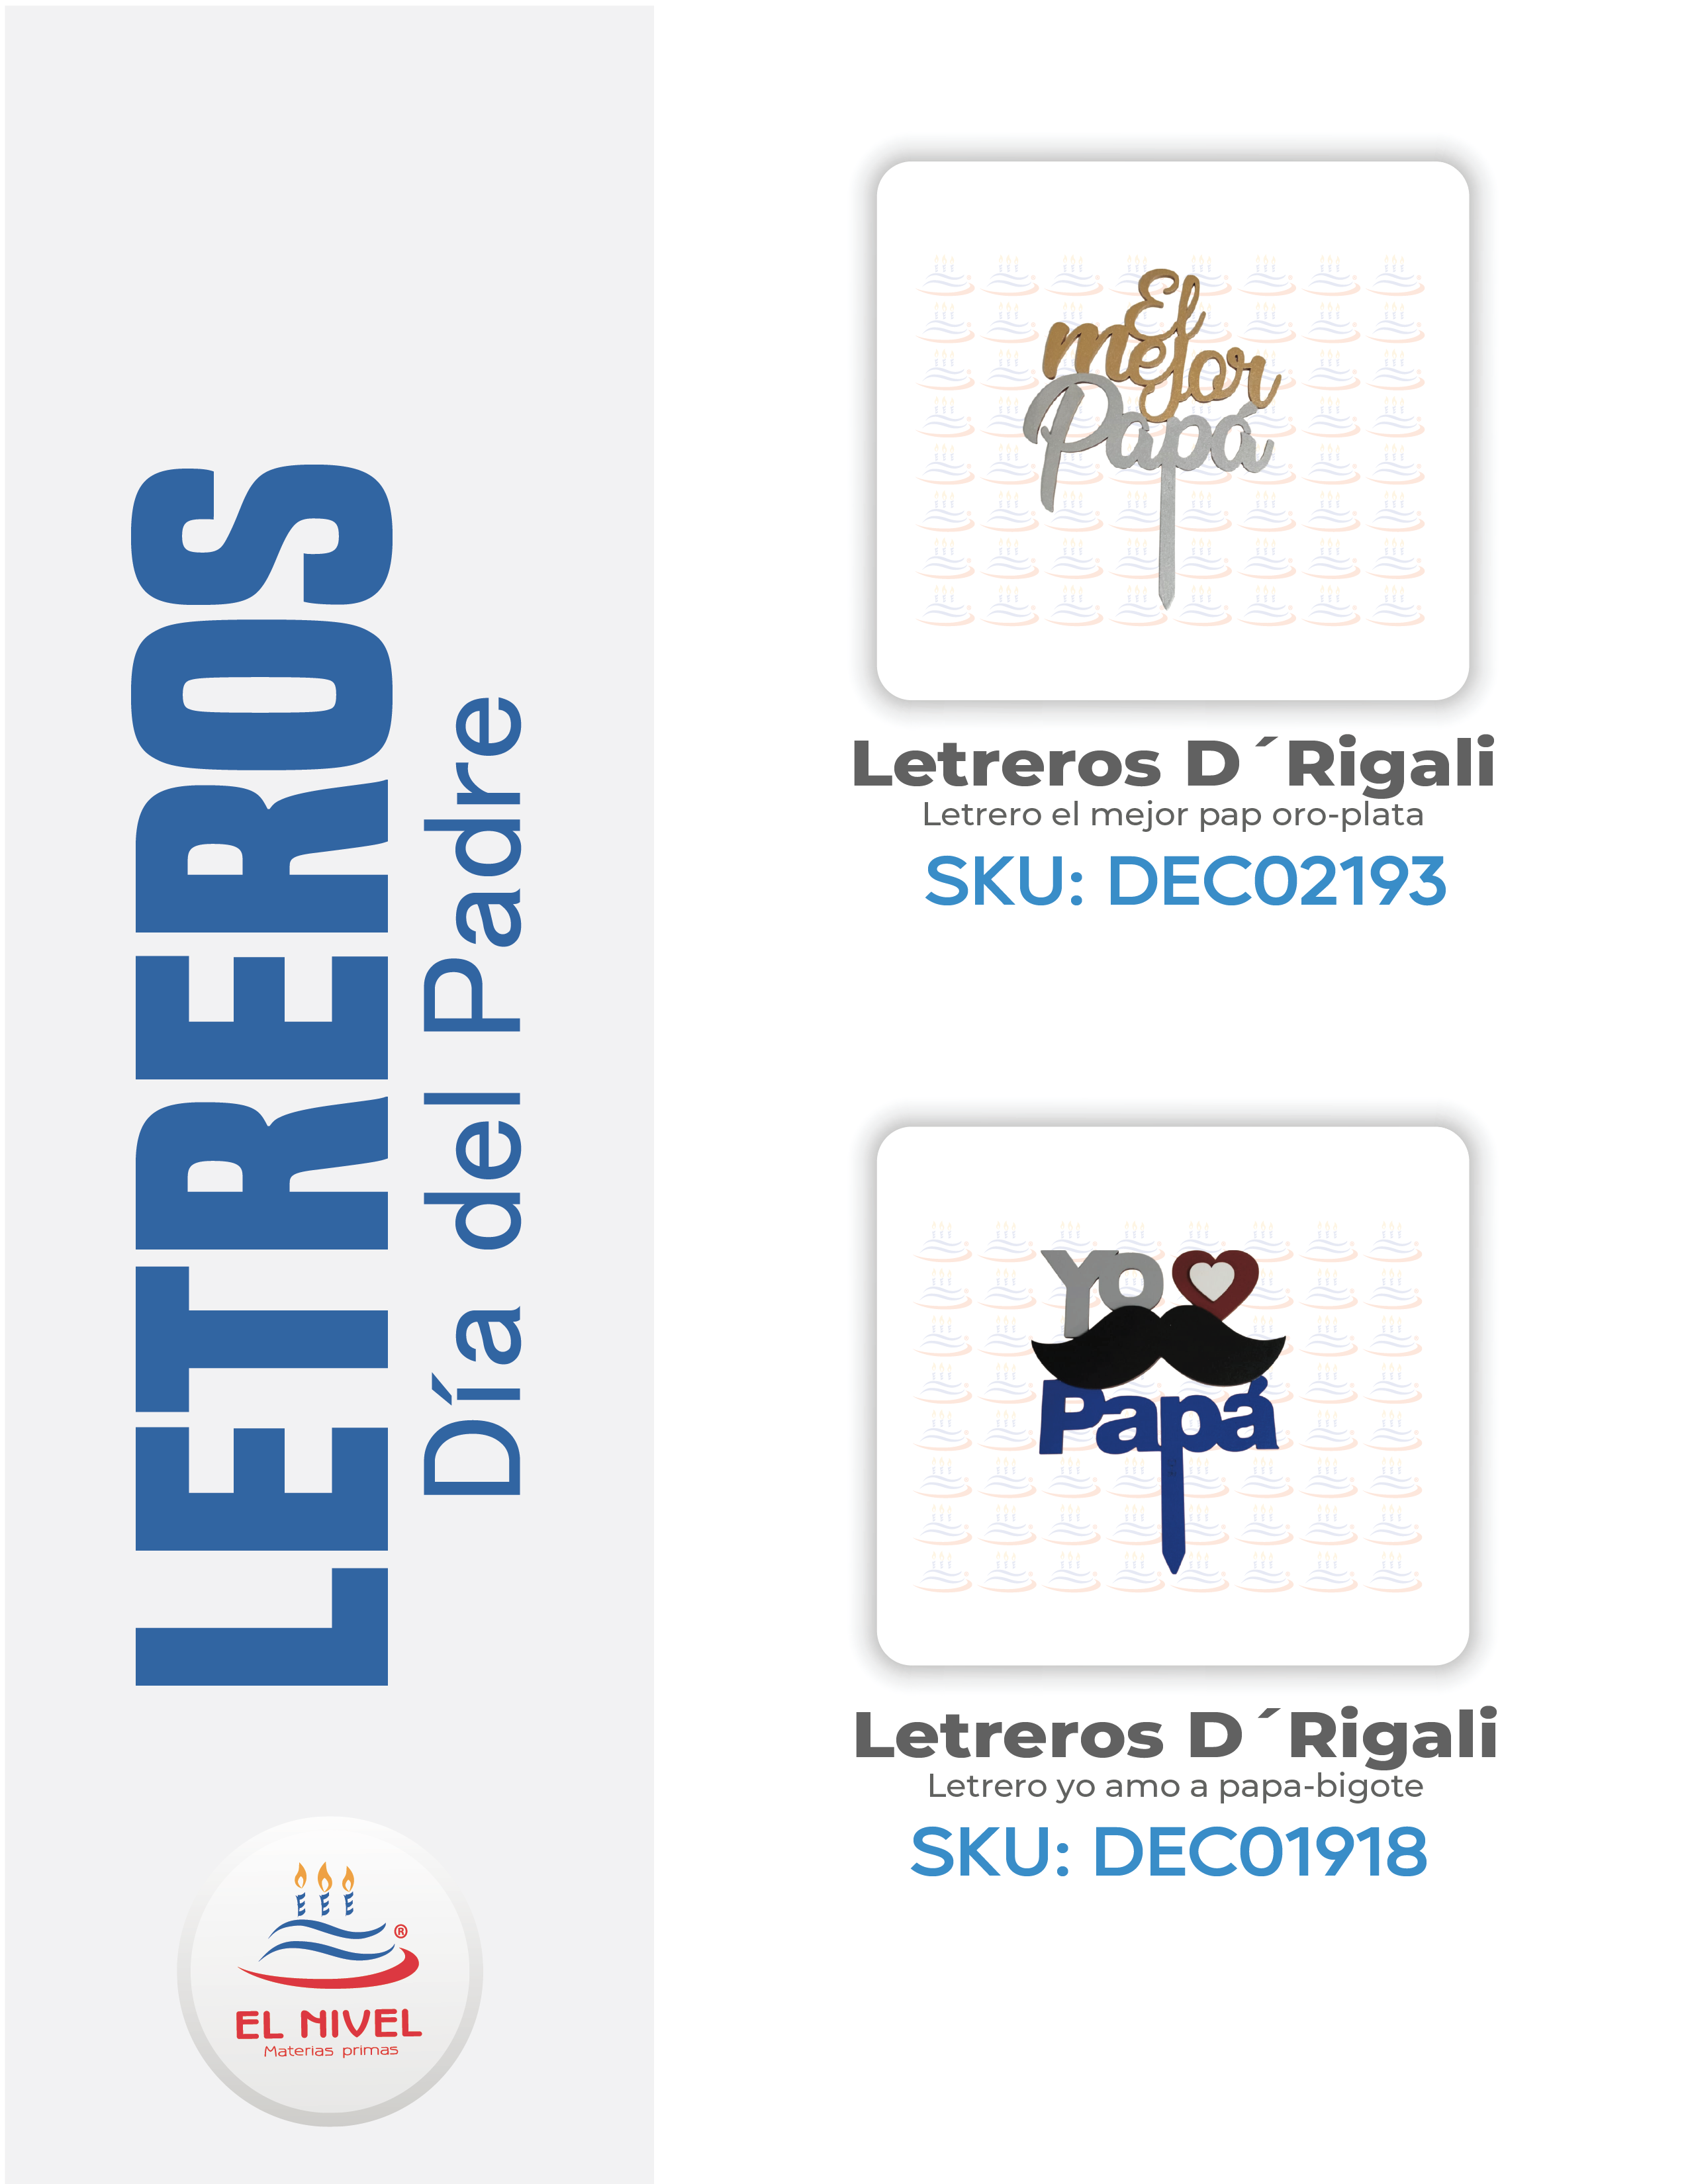 LETREROS
Día del Padre
EL NIVEL
Materias primas
®
El
mejor
Papá
Letreros D´Rigali
Letrero el mejor pap oro-plata
SKU: DEC02193
Yo
Papá
Letreros D´Rigali
Letrero yo amo a papa-bigote
SKU: DEC01918